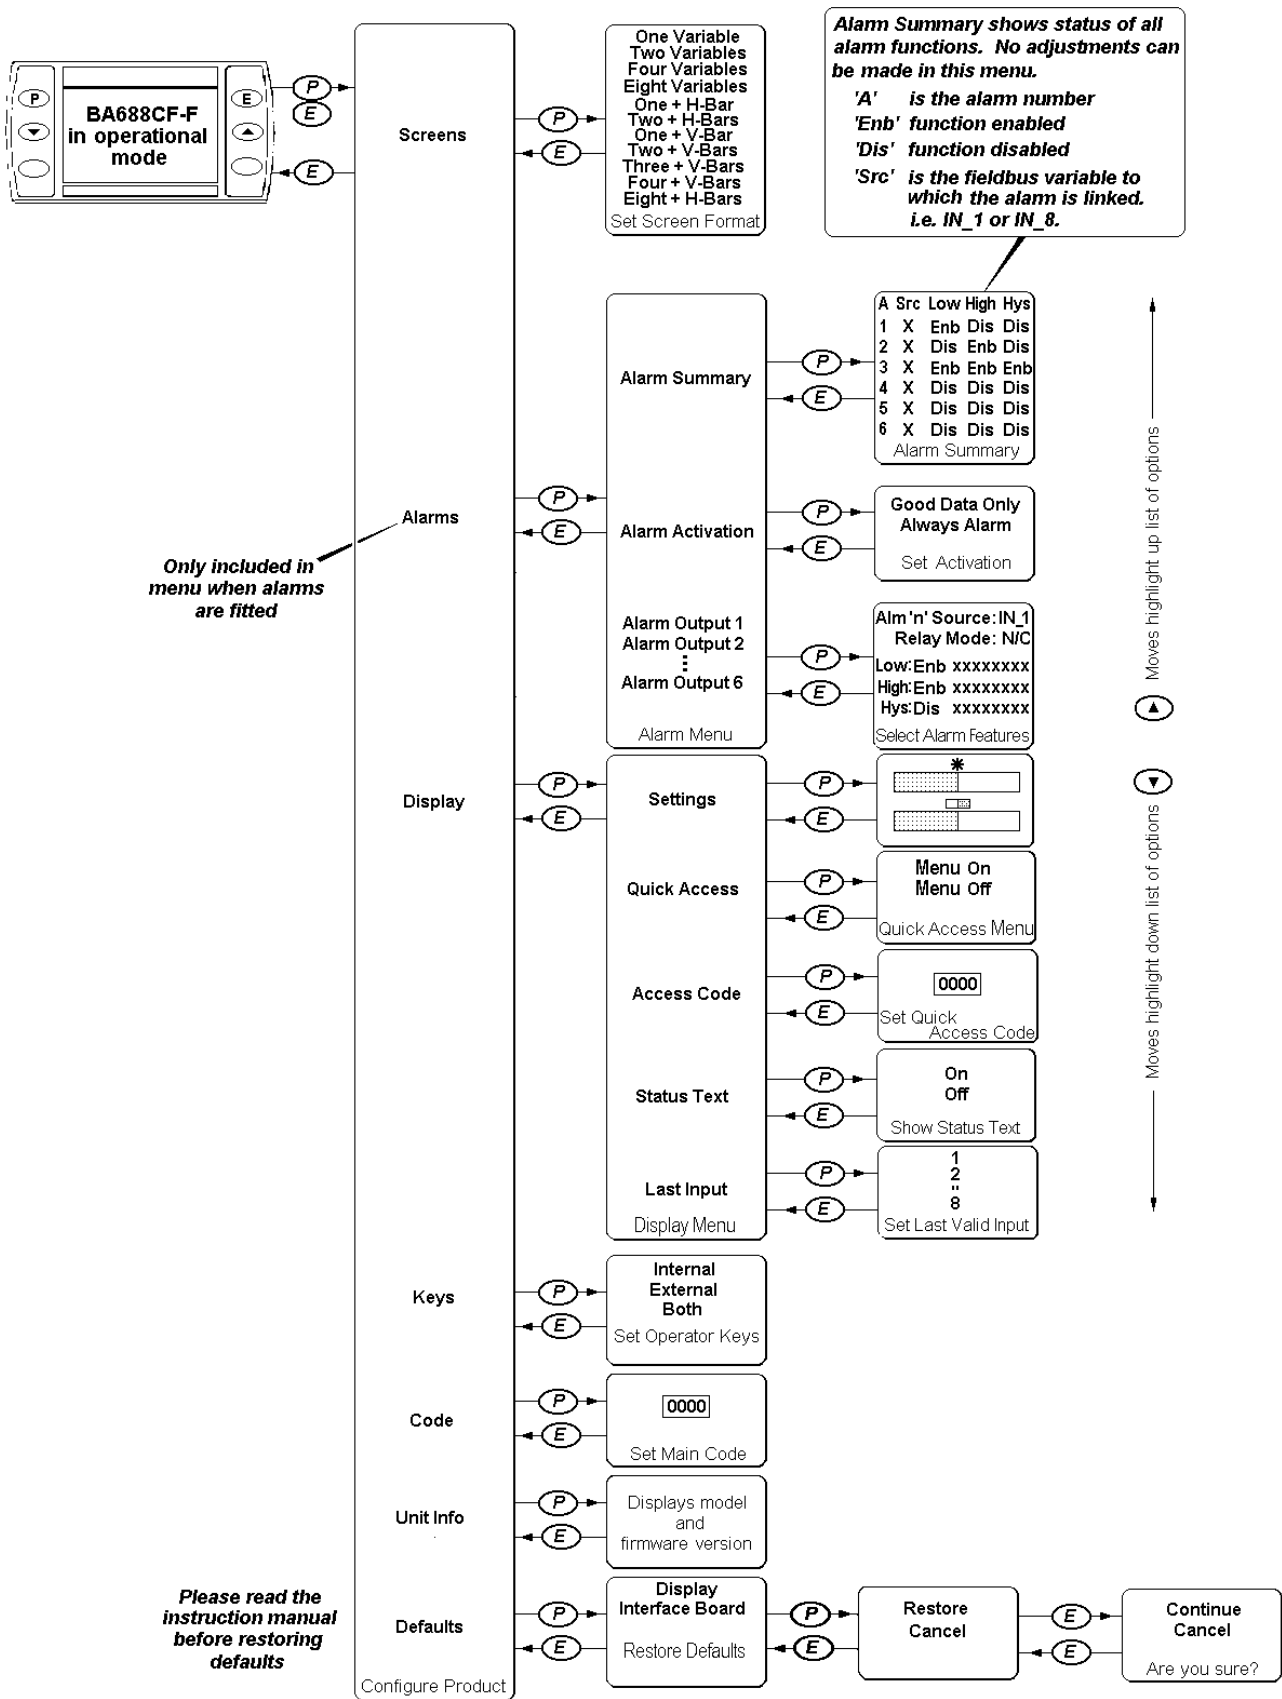 P
E
BA688CF-F
in operational
mode
P
E
E
Screens
P
E
One Variable
Two Variables
Four Variables
Eight Variables
One + H-Bar
Two + H-Bars
One + V-Bar
Two + V-Bars
Three + V-Bars
Four + V-Bars
Eight + H-Bars
Set Screen Format
Alarm Summary shows status of all
alarm functions. No adjustments can
be made in this menu.
'A' is the alarm number
'Enb' function enabled
'Dis' function disabled
'Src' is the fieldbus variable to
which the alarm is linked.
i.e. IN_1 or IN_8.
Alarms
Only included in
menu when alarms
are fitted
P
E
Alarm Summary
P
E
A Src Low High Hys
1 X Enb Dis Dis
2 X Dis Enb Dis
3 X Enb Enb Enb
4 X Dis Dis Dis
5 X Dis Dis Dis
6 X Dis Dis Dis
Alarm Summary
Alarm Activation
P
E
Good Data Only
Always Alarm
Set Activation
Alarm Output 1
Alarm Output 2
Alarm Output 6
Alarm Menu
P
E
Alm 'n' Source: IN_1
Relay Mode: N/C
Low: Enb xxxxxxxx
High: Enb xxxxxxxx
Hys: Dis xxxxxxxx
Select Alarm Features
Moves highlight up list of options
Moves highlight down list of options
Display
P
E
Settings
P
E
*
Quick Access
P
E
Menu On
Menu Off
Quick Access Menu
Access Code
P
E
0000
Set Quick
Access Code
Status Text
P
E
On
Off
Show Status Text
Last Input
Display Menu
P
E
1
2
"
8
Set Last Valid Input
Keys
P
E
Internal
External
Both
Set Operator Keys
Code
P
E
0000
Set Main Code
Unit Info
P
E
Displays model
and
firmware version
Please read the
instruction manual
before restoring
defaults
Defaults
Configure Product
P
E
Display
Interface Board
Restore Defaults
P
E
Restore
Cancel
E
E
Continue
Cancel
Are you sure?